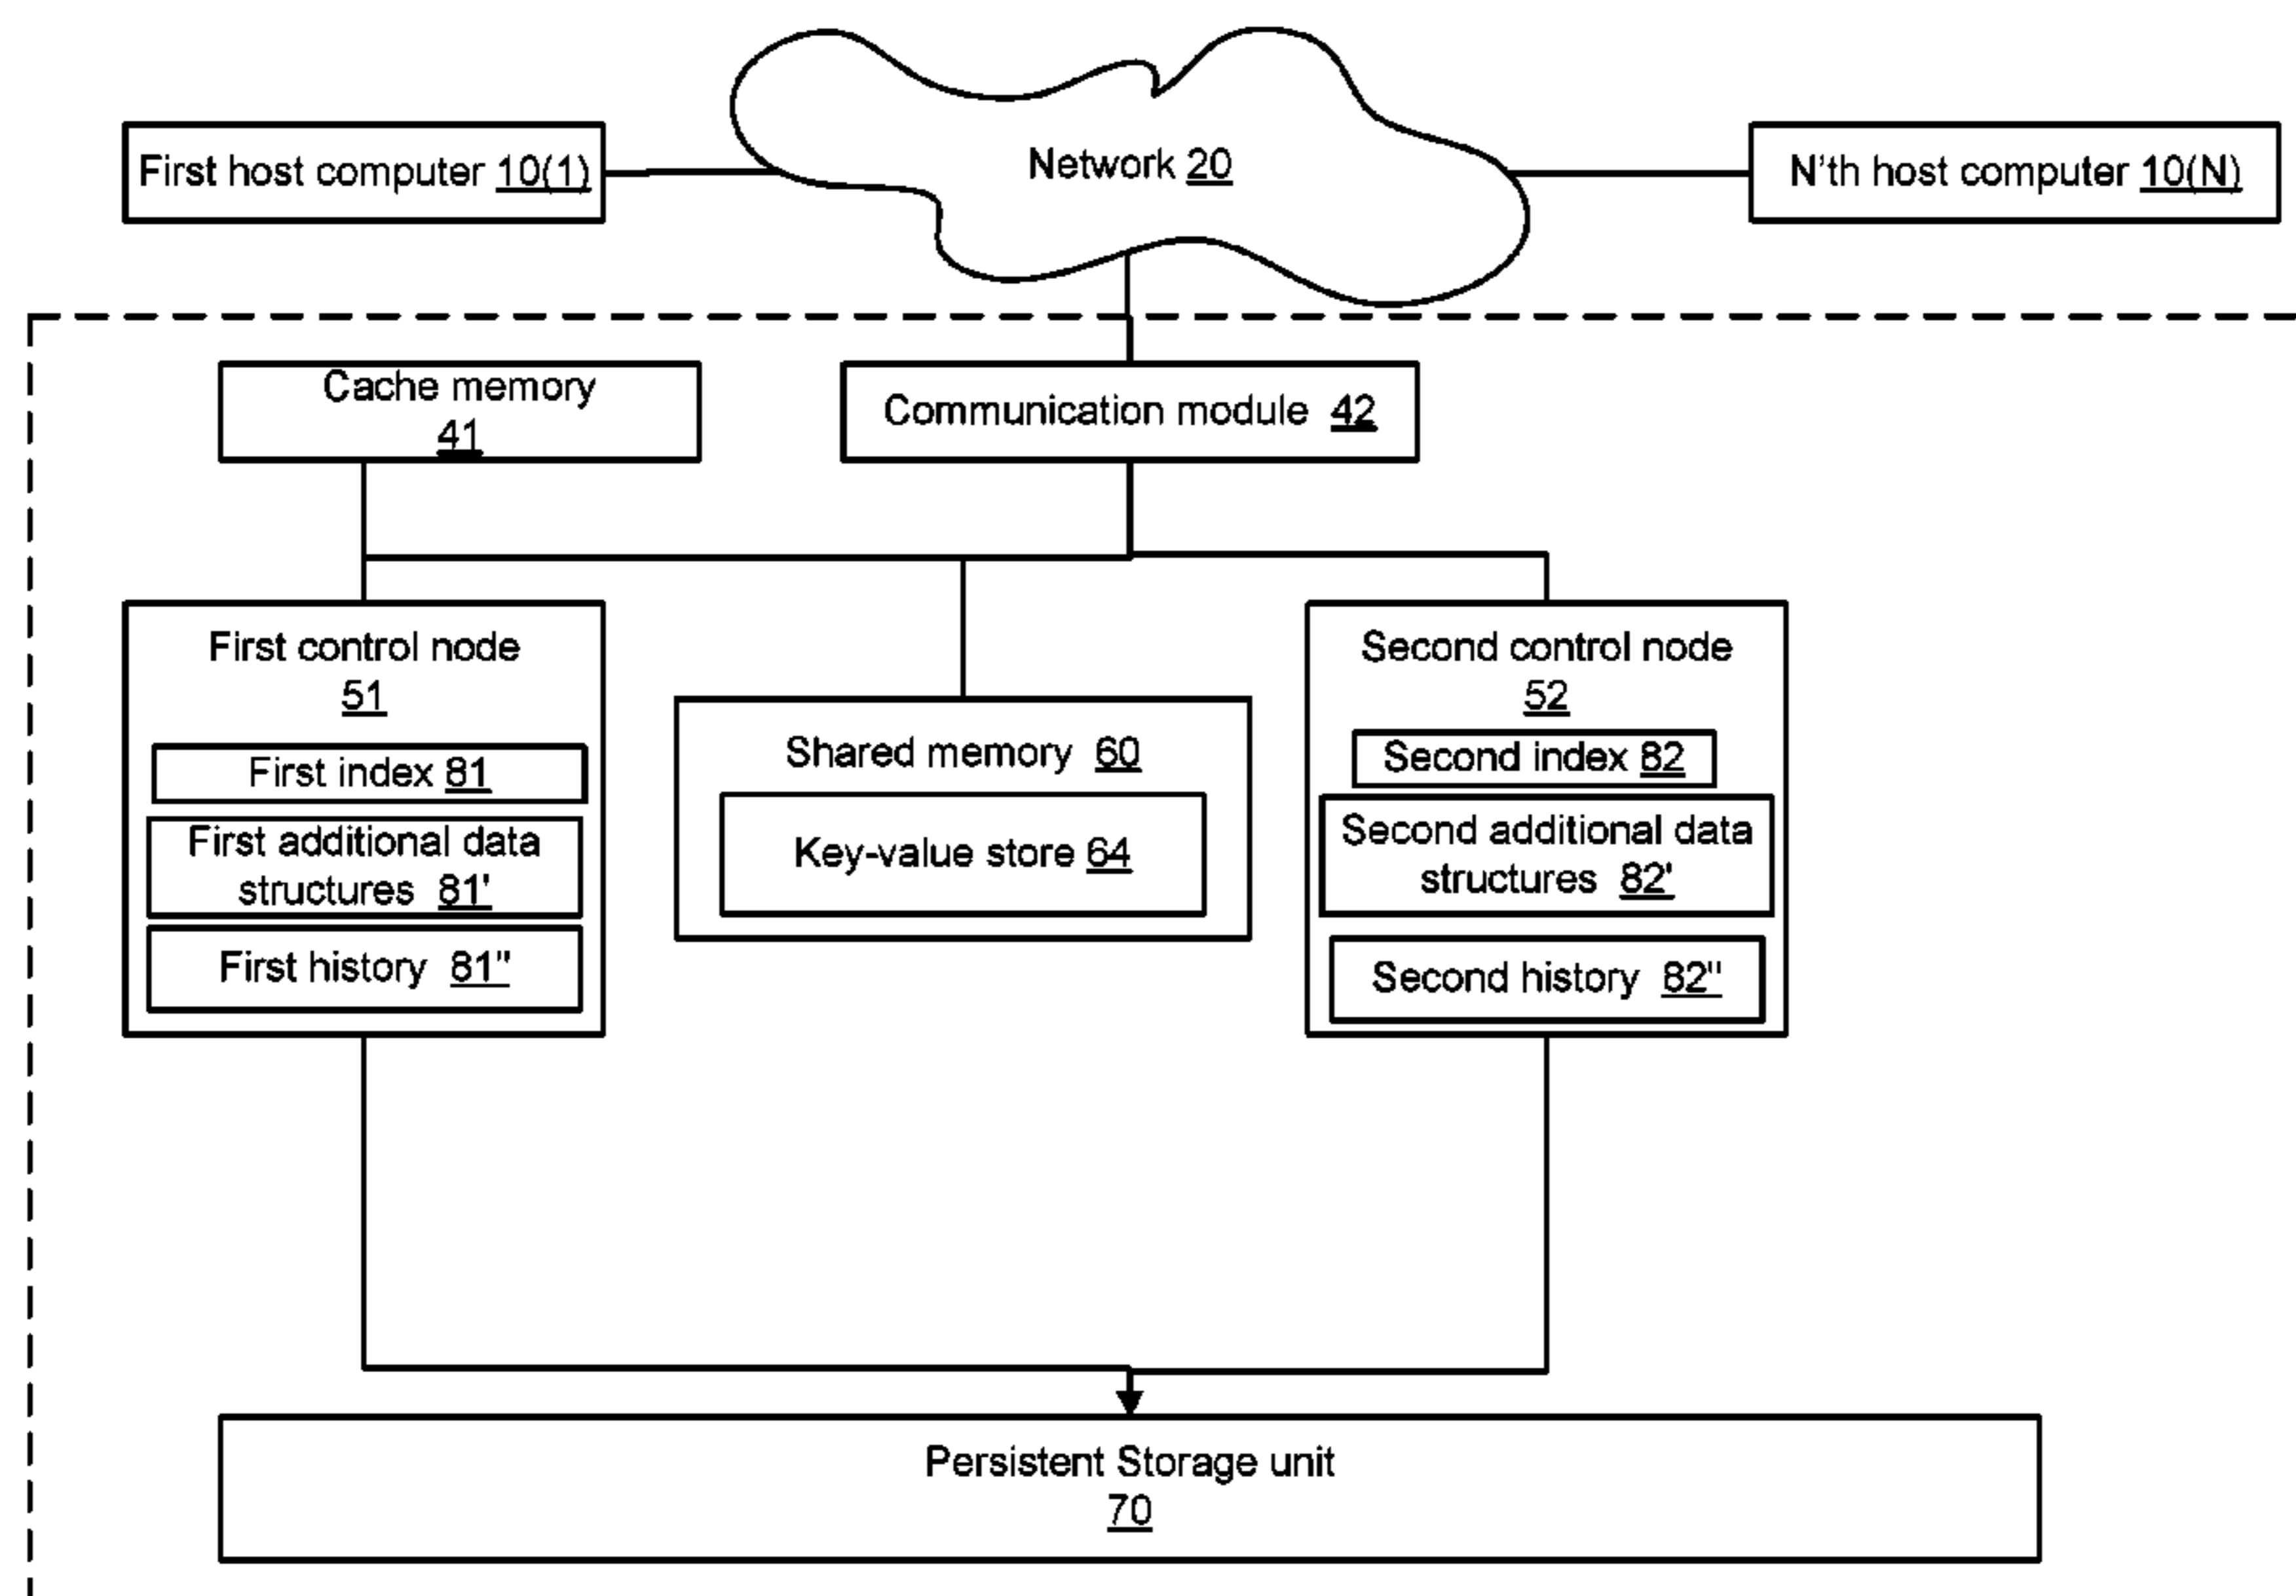 First host computer 10(1)
Network 20
N'th host computer 10(N)
Cache memory
41
Communication module 42
First control node
51
First index 81
First additional data
structures 81'
First history 81"
Shared memory 60
Key-value store 64
Second control node
52
Second index 82
Second additional data
structures 82'
Second history 82"
Persistent Storage unit
70